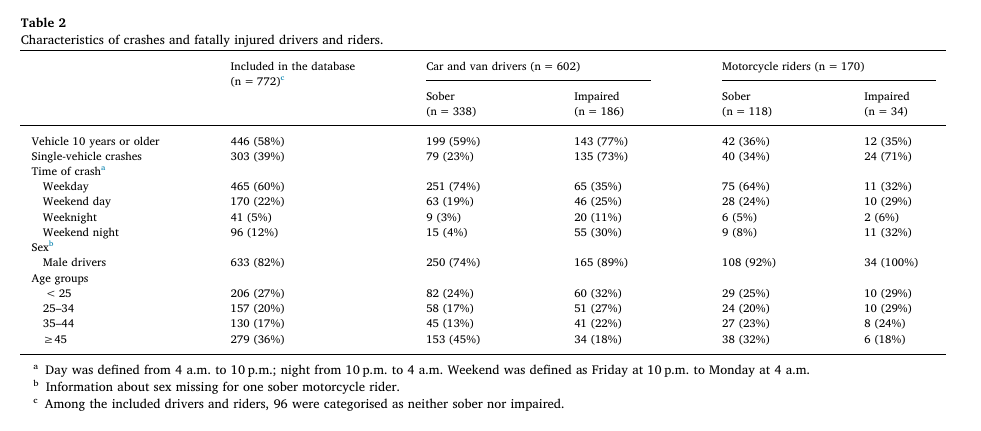 Table 2
Characteristics of crashes and fatally injured drivers and riders.
Included in the database Car and van drivers (n = 602) Motorcycle riders (n = 170)
(n = 772)c
Sober Impaired Sober Impaired
(n = 338) (n = 186) (n = 118) (n = 34)
Vehicle 10 years or older 446 (58%) 199 (59%) 143 (77%) 42 (36%) 12 (35%)
Single-vehicle crashes 303 (39%) 79 (23%) 135 (73%) 40 (34%) 24 (71%)
Time of crasha
Weekday 465 (60%) 251 (74%) 65 (35%) 75 (64%) 11 (32%)
Weekend day 170 (22%) 63 (19%) 46 (25%) 28 (24%) 10 (29%)
Weeknight 41 (5%) 9 (3%) 20 (11%) 6 (5%) 2 (6%)
Weekend night 96 (12%) 15 (4%) 55 (30%) 9 (8%) 11 (32%)
Sexb
Male drivers 633 (82%) 250 (74%) 165 (89%) 108 (92%) 34 (100%)
Age groups
< 25 206 (27%) 82 (24%) 60 (32%) 29 (25%) 10 (29%)
25–34 157 (20%) 58 (17%) 51 (27%) 24 (20%) 10 (29%)
35–44 130 (17%) 45 (13%) 41 (22%) 27 (23%) 8 (24%)
≥45 279 (36%) 153 (45%) 34 (18%) 38 (32%) 6 (18%)
a Day was defined from 4 a.m. to 10 p.m.; night from 10 p.m. to 4 a.m. Weekend was defined as Friday at 10 p.m. to Monday at 4 a.m.
b Information about sex missing for one sober motorcycle rider.
c Among the included drivers and riders, 96 were categorised as neither sober nor impaired.